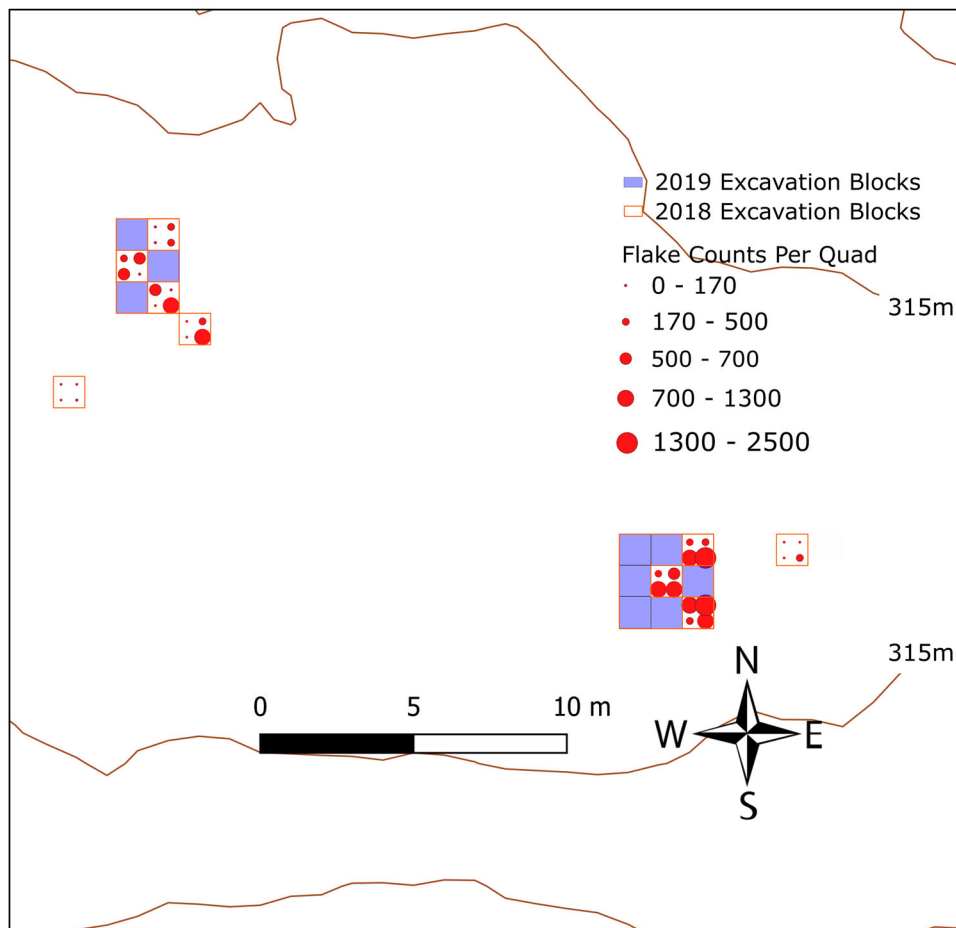 2019 Excavation Blocks
2018 Excavation Blocks
Flake Counts Per Quad
0 - 170
315m
170 - 500
500 - 700
700 - 1300
1300 - 2500
315m
N
0 5 10 m
W E
S